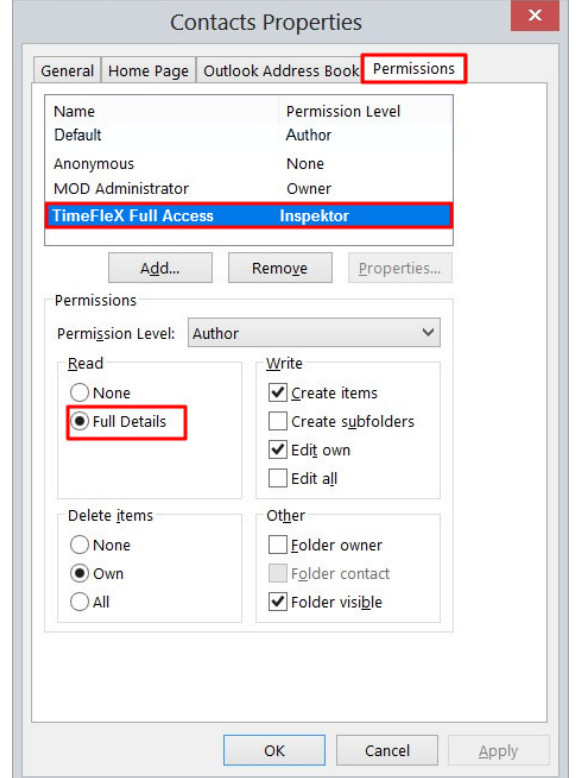 Contacts Properties
General Home Page Outlook Address Book Permissions
Name Permission Level
Default Author
Anonymous None
MOD Administrator Owner
TimeFleX Full Access Inspektor
Add... Remove Properties...
Permissions
Permission Level: Author
Read Write
None Create items
Full Details Create subfolders
Edit own
Edit all
Delete items Other
None Folder owner
Own Folder contact
All Folder visible
OK Cancel Apply